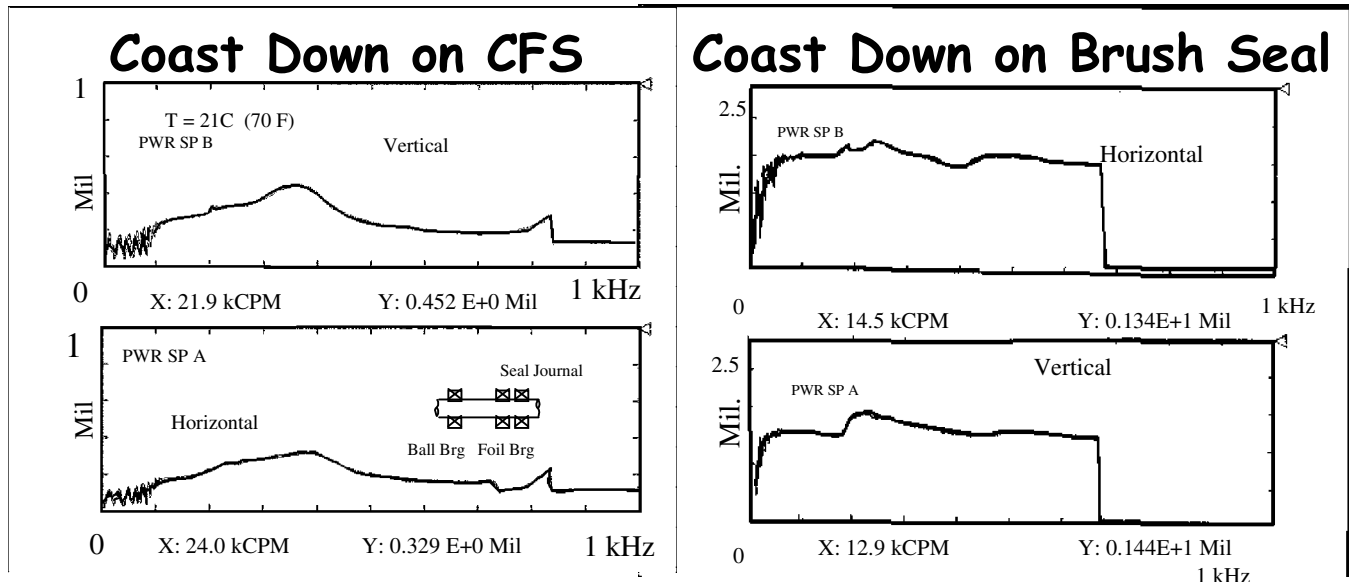 Coast Down on CFS
1
T = 21C (70 F)
PWR SP B
Vertical
Mil
0
1 kHz
X: 21.9 kCPM Y: 0.452 E+0 Mil
1
PWR SP A
Seal Journal
Mil
Horizontal
Ball Brg Foil Brg
0
X: 24.0 kCPM Y: 0.329 E+0 Mil
1 kHz
Coast Down on Brush Seal
2.5
PWR SP B
Horizontal
Mil.
0
1 kHz
X: 14.5 kCPM Y: 0.134E+1 Mil
2.5
Vertical
PWR SP A
Mil.
0
X: 12.9 kCPM Y: 0.144E+1 Mil
1 kHz